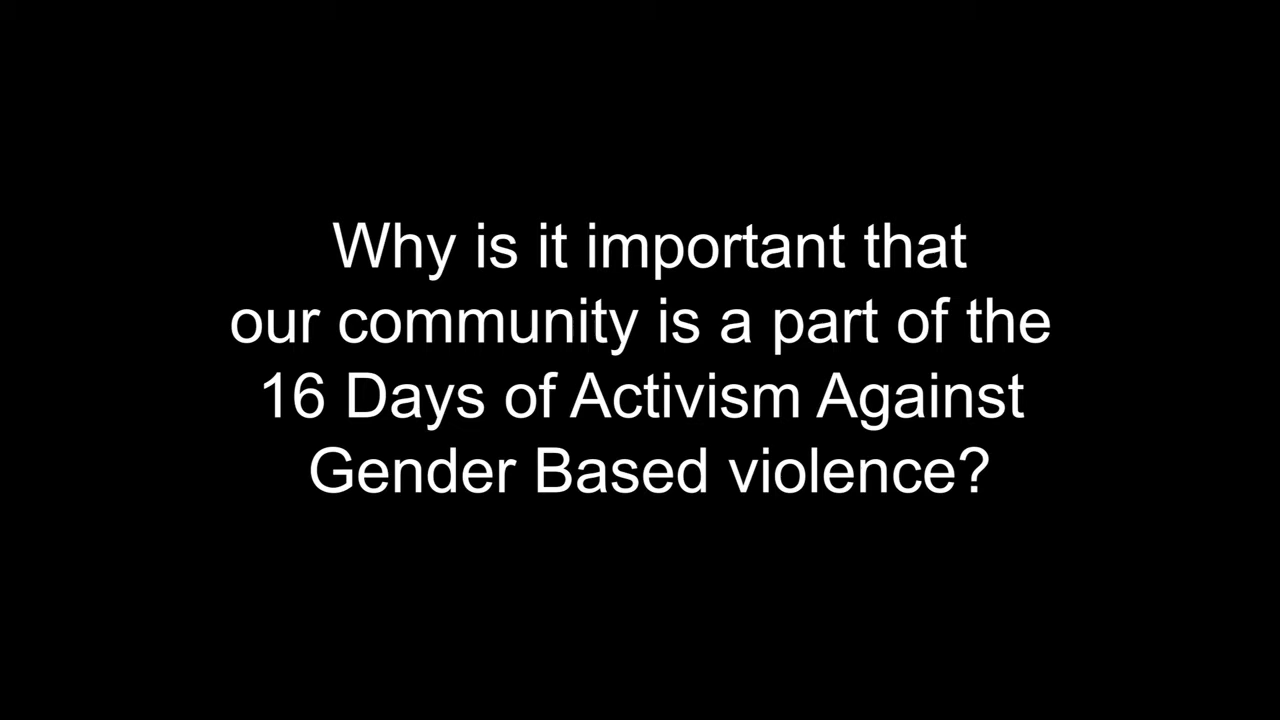 Why is it important that
our community is a part of the
16 Days of Activism Against
Gender Based violence?